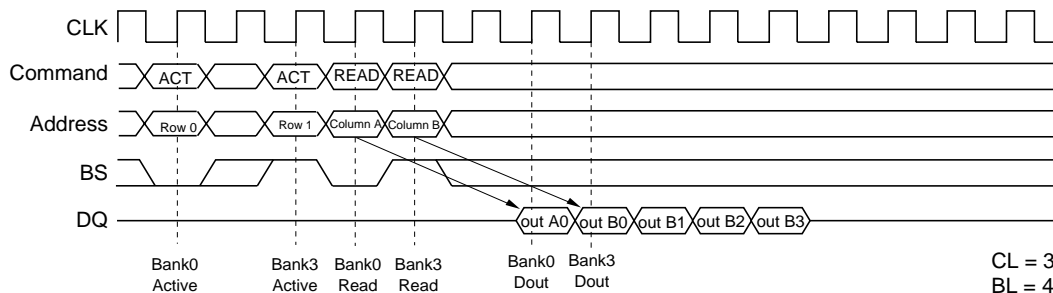 CLK
Command ACT ACT READ READ
Address Row 0 Row 1 Column A Column B
BS
DQ out A0 out B0 out B1 out B2 out B3
Bank0 Active
Bank3 Active
Bank0 Read
Bank3 Read
Bank0 Dout
Bank3 Dout
CL = 3
BL = 4